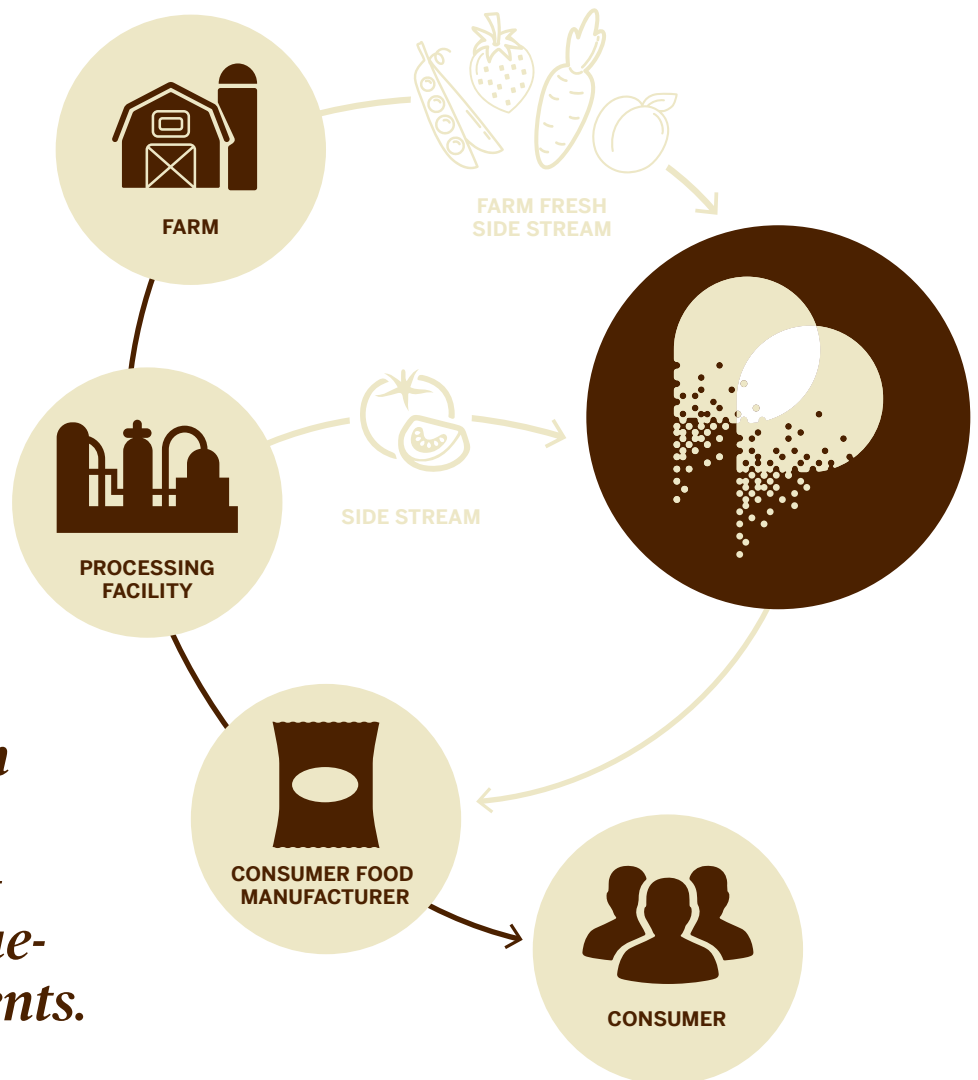 FARM
FARM FRESH
SIDE STREAM
PROCESSING
FACILITY
SIDE STREAM
CONSUMER FOOD
MANUFACTURER
CONSUMER